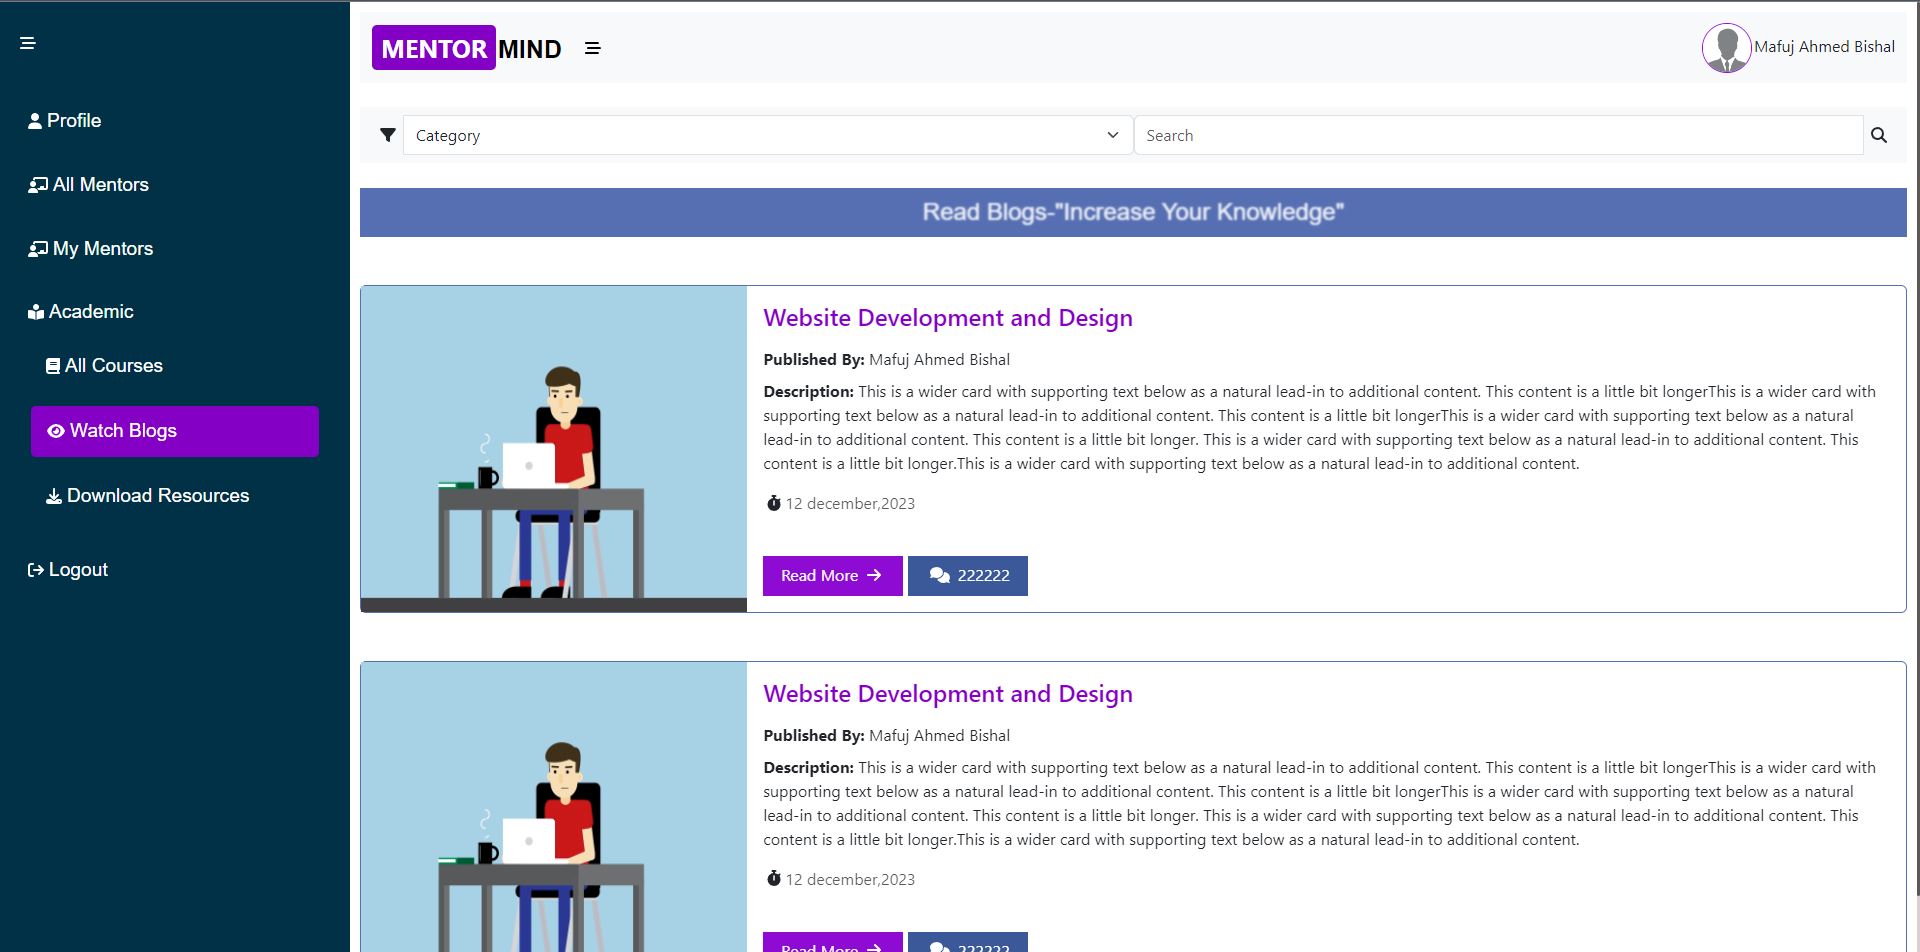 Profile
All Mentors
My Mentors
Academic
All Courses
Watch Blogs
Download Resources
Logout
MENTOR MIND
Mafuj Ahmed Bishal
Category
Search
Read Blogs-"Increase Your Knowledge"
Website Development and Design
Published By: Mafuj Ahmed Bishal
Description: This is a wider card with supporting text below as a natural lead-in to additional content. This content is a little bit longerThis is a wider card with
supporting text below as a natural lead-in to additional content. This content is a little bit longerThis is a wider card with supporting text below as a natural
lead-in to additional content. This content is a little bit longer. This is a wider card with supporting text below as a natural lead-in to additional content. This
content is a little bit longer.This is a wider card with supporting text below as a natural lead-in to additional content.
12 december,2023
Read More 222222
Website Development and Design
Published By: Mafuj Ahmed Bishal
Description: This is a wider card with supporting text below as a natural lead-in to additional content. This content is a little bit longerThis is a wider card with
supporting text below as a natural lead-in to additional content. This content is a little bit longerThis is a wider card with supporting text below as a natural
lead-in to additional content. This content is a little bit longer. This is a wider card with supporting text below as a natural lead-in to additional content. This
content is a little bit longer.This is a wider card with supporting text below as a natural lead-in to additional content.
12 december,2023
Read More 222222